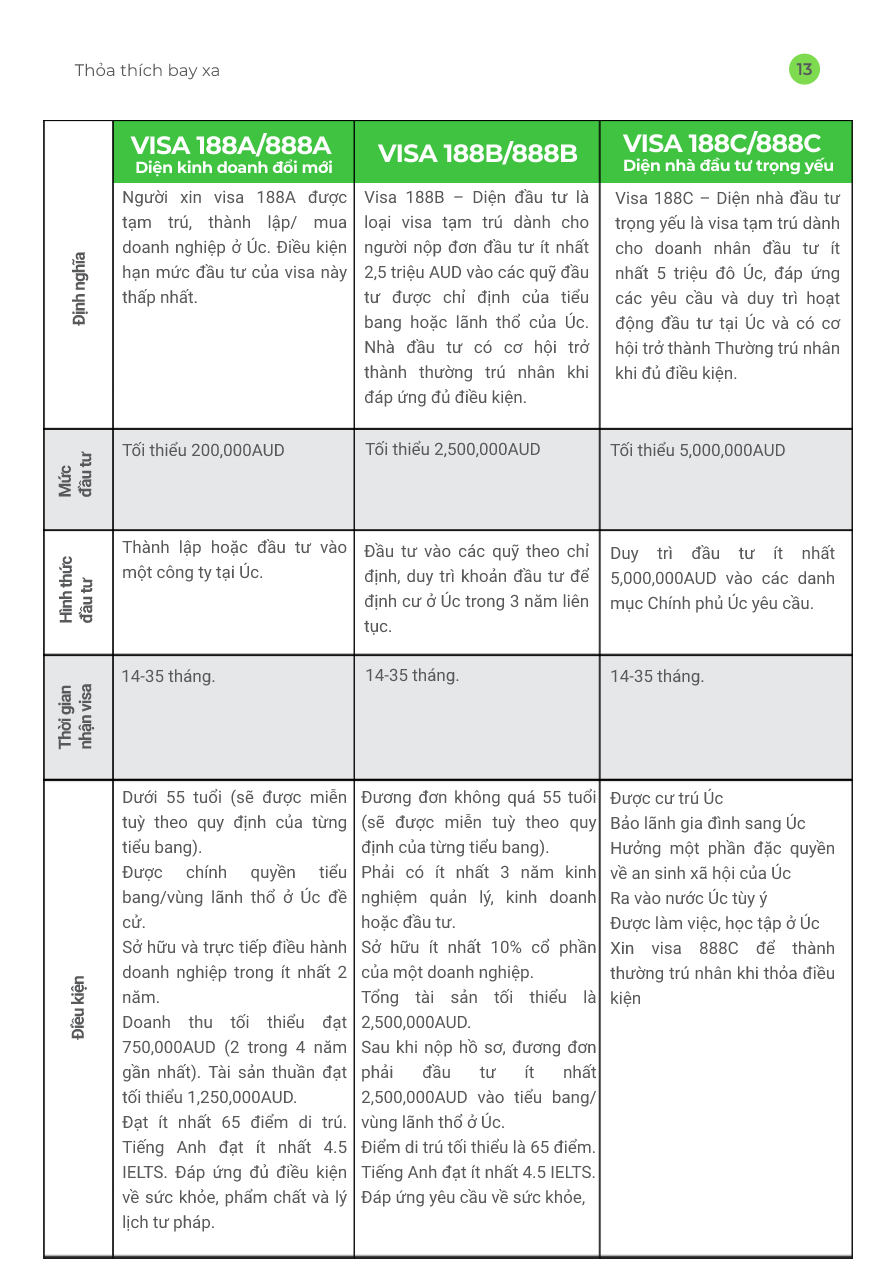 Thỏa thích bay xa
13
VISA 188A/888A
Diện kinh doanh đổi mới
VISA 188B/888B
VISA 188C/888C
Diện nhà đầu tư trọng yếu
Định nghĩa
Người xin visa 188A được
tạm trú, thành lập/ mua
doanh nghiệp ở Úc. Điều kiện
hạn mức đầu tư của visa này
thấp nhất.
Visa 188B – Diện đầu tư là
loại visa tạm trú dành cho
người nộp đơn đầu tư ít nhất
2,5 triệu AUD vào các quỹ đầu
tư được chỉ định của tiểu
bang hoặc lãnh thổ của Úc.
Nhà đầu tư có cơ hội trở
thành thường trú nhân khi
đáp ứng đủ điều kiện.
Visa 188C – Diện nhà đầu tư
trọng yếu là visa tạm trú dành
cho doanh nhân đầu tư ít
nhất 5 triệu đô Úc, đáp ứng
các yêu cầu và duy trì hoạt
động đầu tư tại Úc và có cơ
hội trở thành Thường trú nhân
khi đủ điều kiện.
Mức
đầu tư
Tối thiểu 200,000AUD
Tối thiểu 2,500,000AUD
Tối thiểu 5,000,000AUD
Hình thức
đầu tư
Thành lập hoặc đầu tư vào
một công ty tại Úc.
Đầu tư vào các quỹ theo chỉ
định, duy trì khoản đầu tư để
định cư ở Úc trong 3 năm liên
tục.
Duy trì đầu tư ít nhất
5,000,000AUD vào các danh
mục Chính phủ Úc yêu cầu.
Thời gian
nhận visa
14-35 tháng.
14-35 tháng.
14-35 tháng.
Điều kiện
Dưới 55 tuổi (sẽ được miễn
tuỳ theo quy định của từng
tiểu bang).
Được chính quyền tiểu
bang/vùng lãnh thổ ở Úc đề
cử.
Sở hữu và trực tiếp điều hành
doanh nghiệp trong ít nhất 2
năm.
Doanh thu tối thiểu đạt
750,000AUD (2 trong 4 năm
gần nhất). Tài sản thuần đạt
tối thiểu 1,250,000AUD.
Đạt ít nhất 65 điểm di trú.
Tiếng Anh đạt ít nhất 4.5
IELTS. Đáp ứng đủ điều kiện
về sức khỏe, phẩm chất và lý
lịch tư pháp.
Đương đơn không quá 55 tuổi
(sẽ được miễn tuỳ theo quy
định của từng tiểu bang).
Phải có ít nhất 3 năm kinh
nghiệm quản lý, kinh doanh
hoặc đầu tư.
Sở hữu ít nhất 10% cổ phần
của một doanh nghiệp.
Tổng tài sản tối thiểu là
2,500,000AUD.
Sau khi nộp hồ sơ, đương đơn
phải đầu tư ít nhất
2,500,000AUD vào tiểu bang/
vùng lãnh thổ ở Úc.
Điểm di trú tối thiểu là 65 điểm.
Tiếng Anh đạt ít nhất 4.5 IELTS.
Đáp ứng yêu cầu về sức khỏe,
Được cư trú Úc
Bảo lãnh gia đình sang Úc
Hưởng một phần đặc quyền
về an sinh xã hội của Úc
Ra vào nước Úc tùy ý
Được làm việc, học tập ở Úc
Xin visa 888C để thành
thường trú nhân khi thỏa điều
kiện